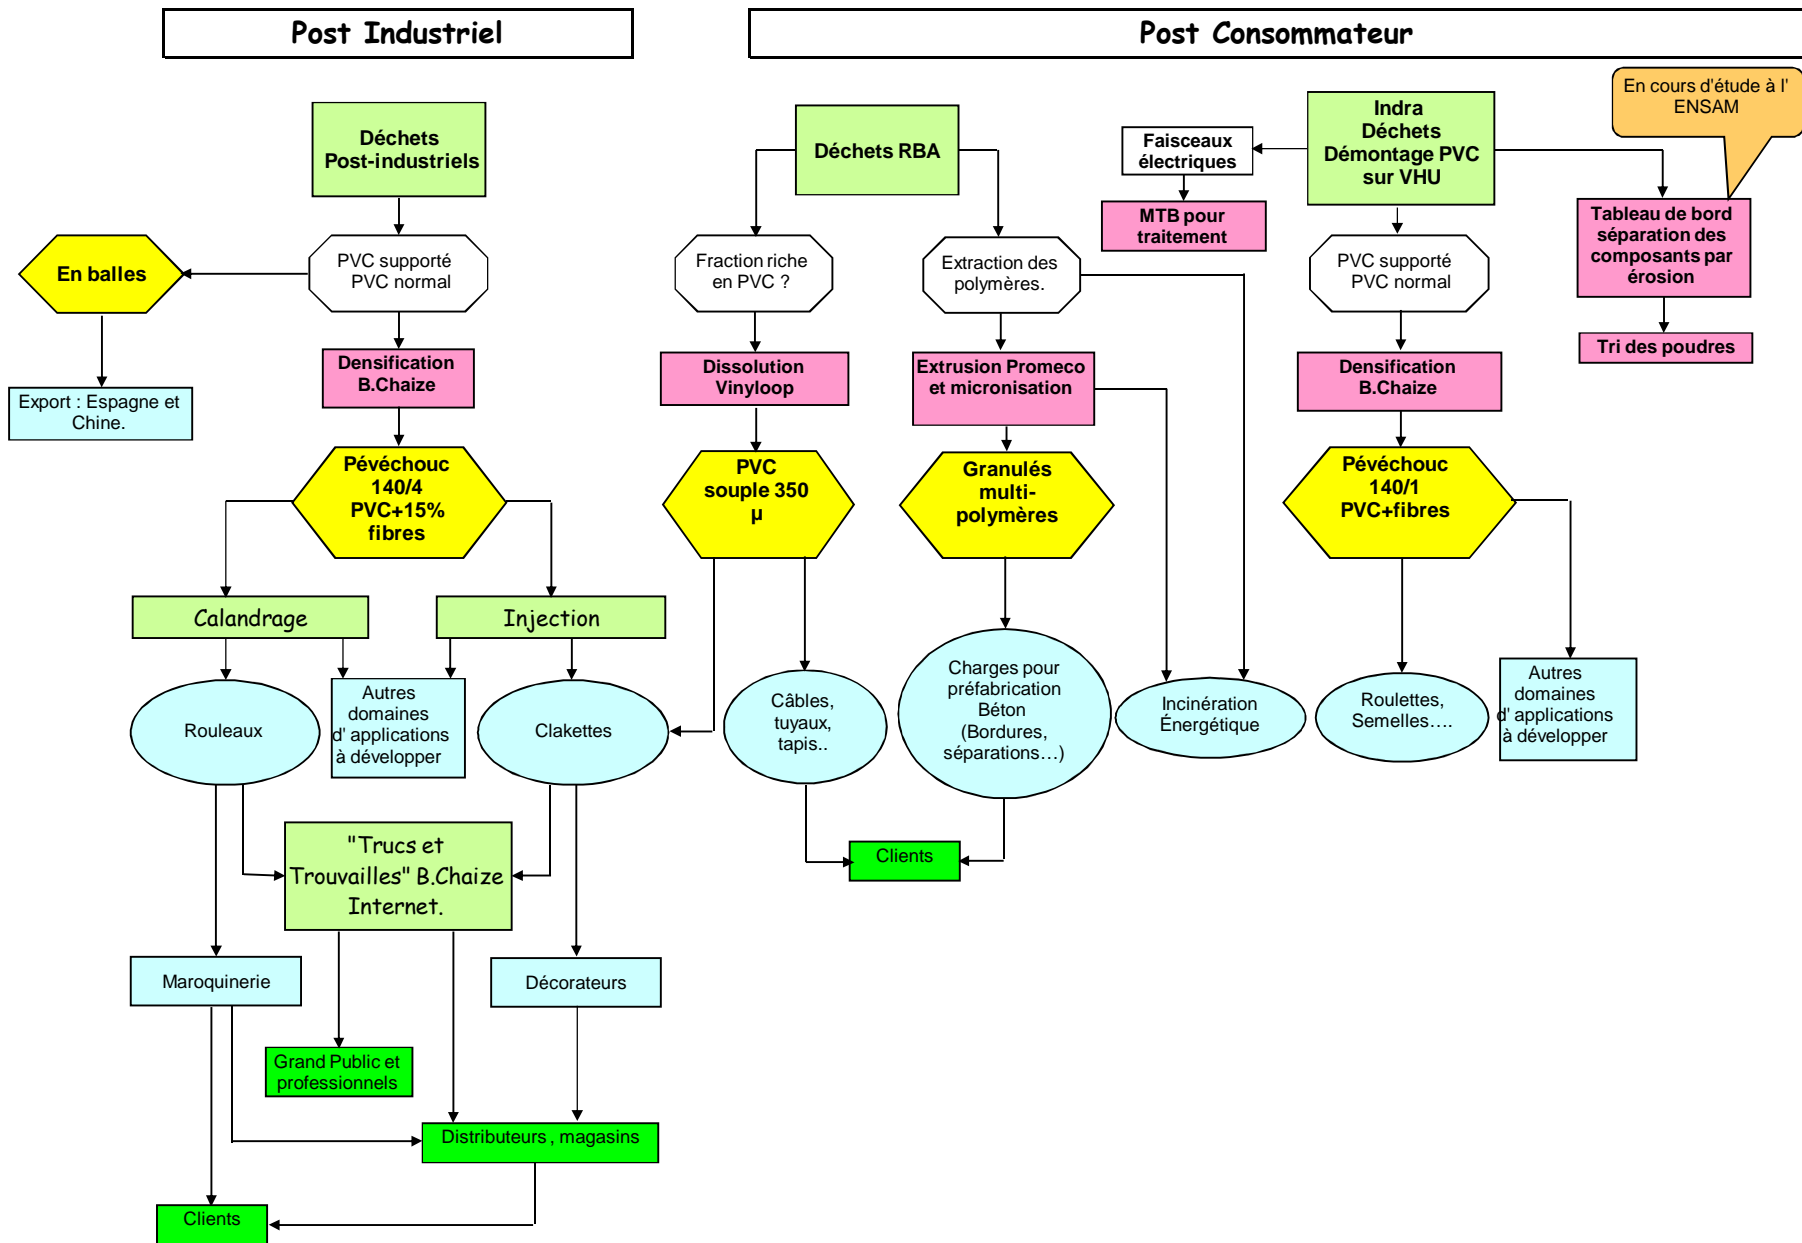 Post Industriel
Post Consommateur
En cours d'étude à l'
ENSAM
Déchets
Post-industriels
Déchets RBA
Faisceaux
électriques
Indra
Déchets
Démontage PVC
sur VHU
MTB pour
traitement
Tableau de bord
séparation des
composants par
érosion
En balles
PVC supporté
PVC normal
Fraction riche
en PVC ?
Extraction des
polymères.
PVC supporté
PVC normal
Tri des poudres
Export : Espagne et
Chine.
Densification
B.Chaize
Dissolution
Vinyloop
Extrusion Promeco
et micronisation
Densification
B.Chaize
Pévéchouc
140/4
PVC+15%
fibres
PVC
souple 350
µ
Granulés
multi-
polymères
Pévéchouc
140/1
PVC+fibres
Calandrage
Injection
Rouleaux
Autres
domaines
d' applications
à développer
Clakettes
Câbles,
tuyaux,
tapis..
Charges pour
préfabrication
Béton
(Bordures,
séparations…)
Incinération
Énergétique
Roulettes,
Semelles….
Autres
domaines
d' applications
à développer
"Trucs et
Trouvailles" B.Chaize
Internet.
Clients
Maroquinerie
Décorateurs
Grand Public et
professionnels
Distributeurs , magasins
Clients